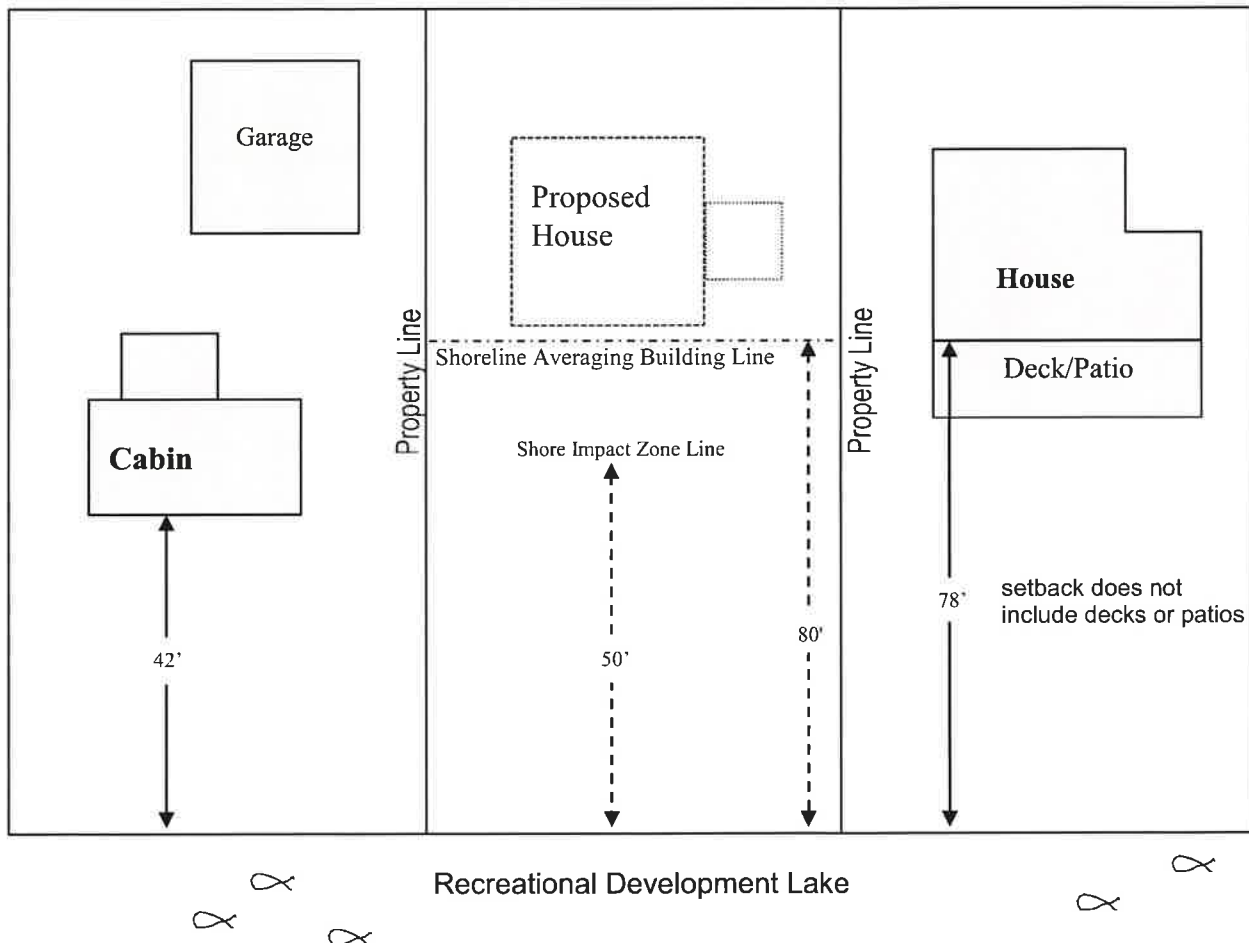 Garage
Proposed
House
House
Property Line
Property Line
Shoreline Averaging Building Line
Deck/Patio
Cabin
Shore Impact Zone Line
42’
50’
80'
78’
setback does not
include decks or patios
Recreational Development Lake